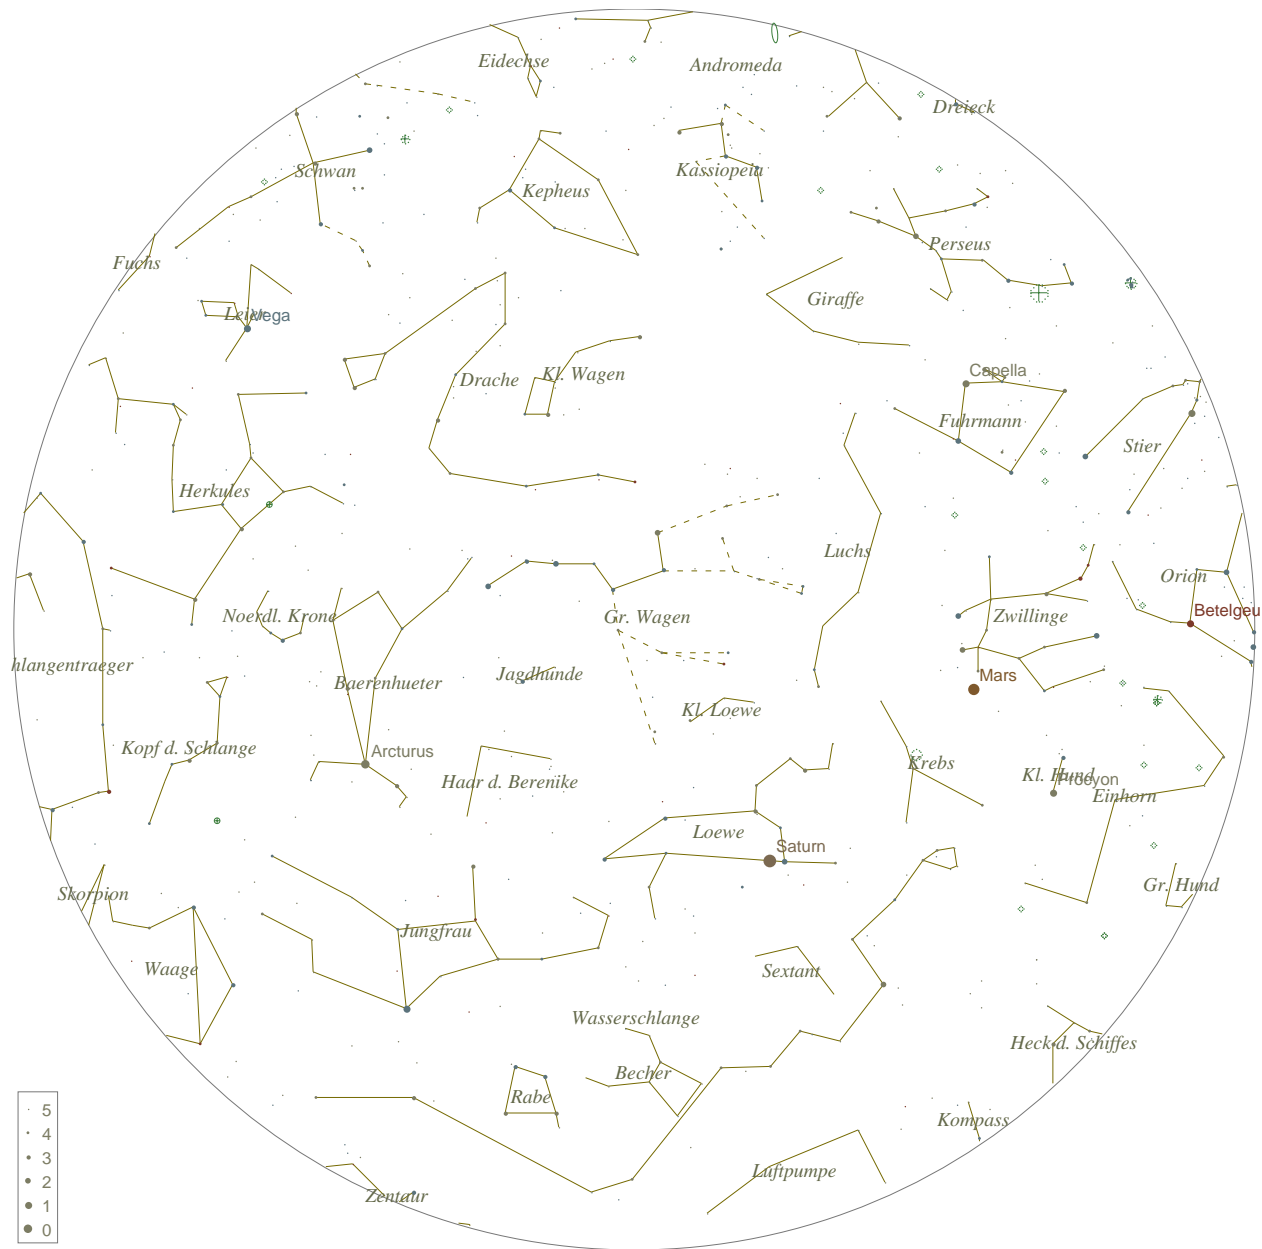 Eidechse
Andromeda
Dreieck
Schwan
Kepheus
Kassiopeia
Perseus
Fuchs
Leier
Vega
Giraffe
Drache
Kl. Wagen
Capella
Fuhrmann
Stier
Herkules
Luchs
Orion
Betelgeu
Noerdl. Krone
Gr. Wagen
Zwillinge
hlangentraeger
Baerenhueter
Jagdhunde
Mars
Kl. Loewe
Kopf d. Schlange
Arcturus
Haar d. Berenike
Krebs
Kl. Hund
Procyon
Einhorn
Loewe
Saturn
Skorpion
Gr. Hund
Jungfrau
Waage
Sextant
Wasserschlange
Heck d. Schiffes
Becher
Rabe
Kompass
Luftpumpe
Zentaur
5
4
3
2
1
0